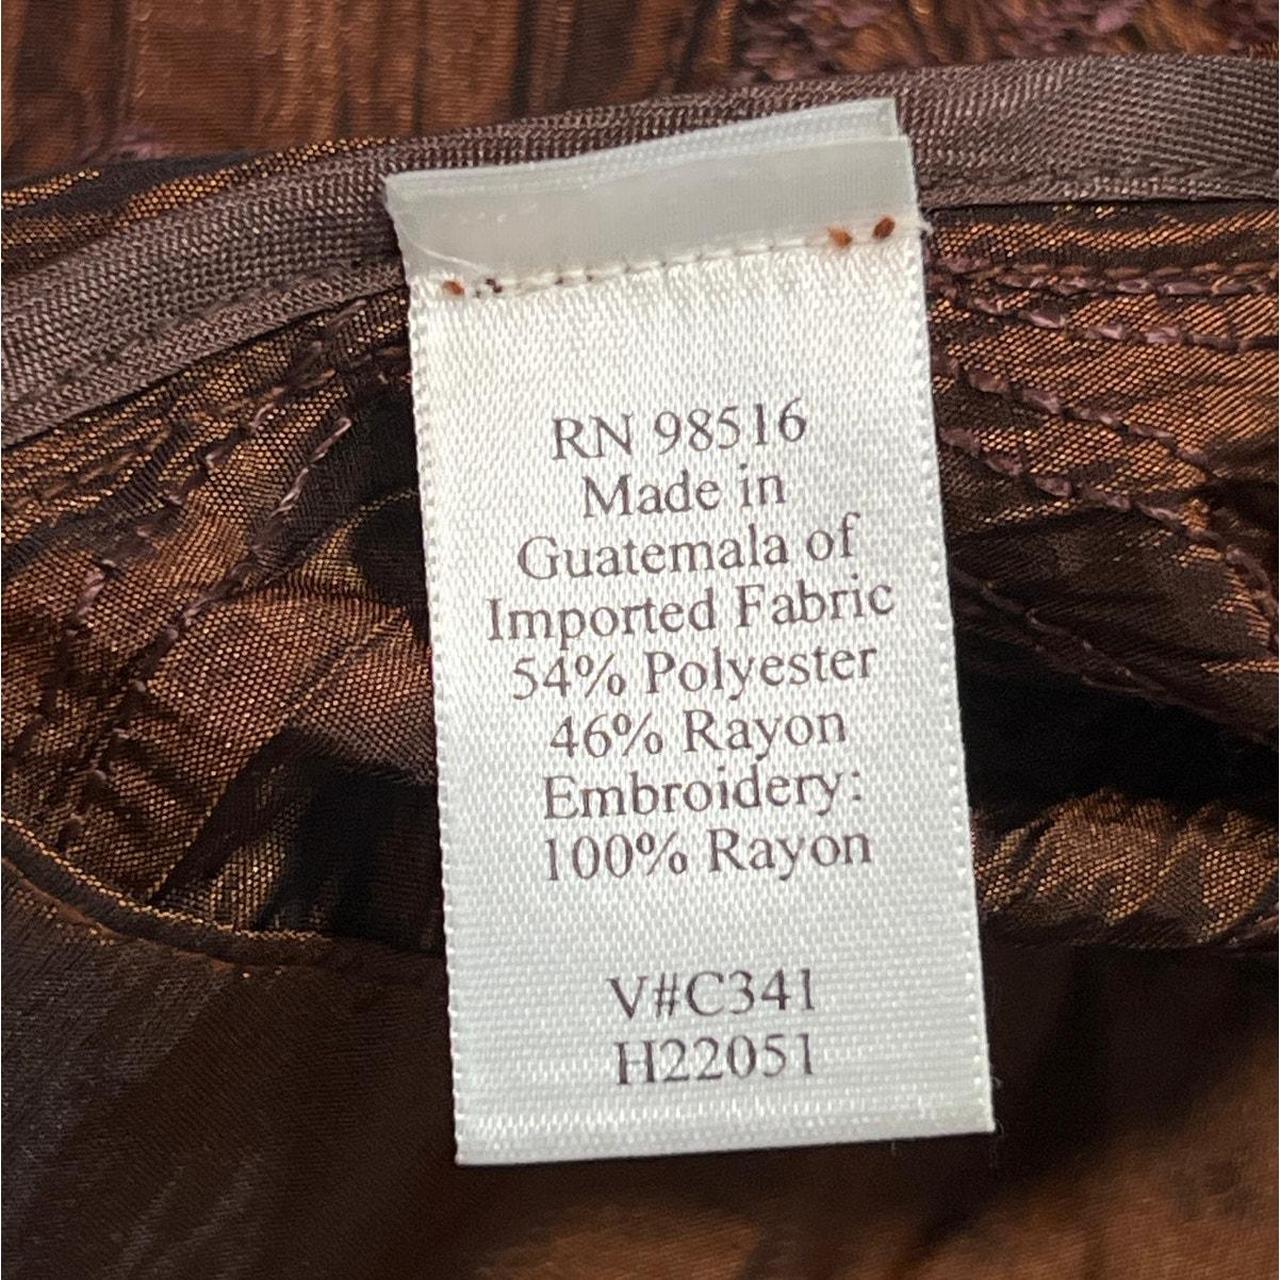 RN 98516
Made in
Guatemala of
Imported Fabric
54% Polyester
46% Rayon
Embroidery:
100% Rayon
V#C341
H22051